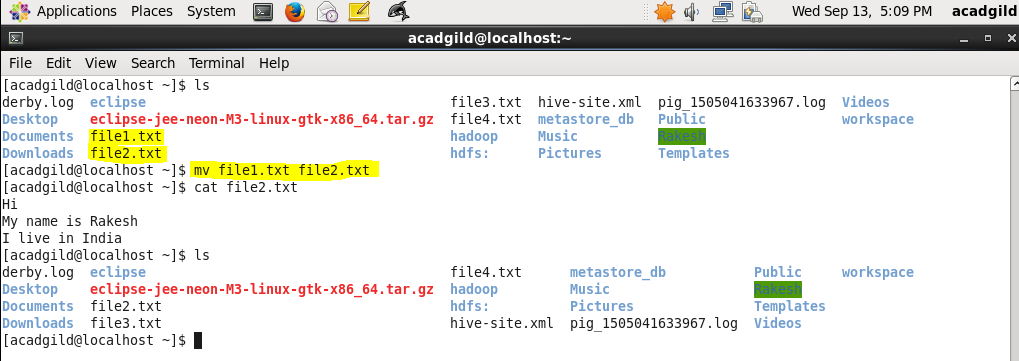 Applications Places System Wed Sep 13, 5:09 PM acadgild
acadgild@localhost:~
File Edit View Search Terminal Help
[acadgild@localhost ~]$ ls
derby.log eclipse file3.txt hive-site.xml pig_1505041633967.log Videos
Desktop eclipse-jee-neon-M3-linux-gtk-x86_64.tar.gz file4.txt metastore_db Public workspace
Documents file1.txt hadoop Music Rakesh
Downloads file2.txt hdfs: Pictures Templates
[acadgild@localhost ~]$ mv file1.txt file2.txt
[acadgild@localhost ~]$ cat file2.txt
Hi
My name is Rakesh
I live in India
[acadgild@localhost ~]$ ls
derby.log eclipse file4.txt metastore_db Public workspace
Desktop eclipse-jee-neon-M3-linux-gtk-x86_64.tar.gz hadoop Music Rakesh
Documents file2.txt hdfs: Pictures Templates
Downloads file3.txt hive-site.xml pig_1505041633967.log Videos
[acadgild@localhost ~]$